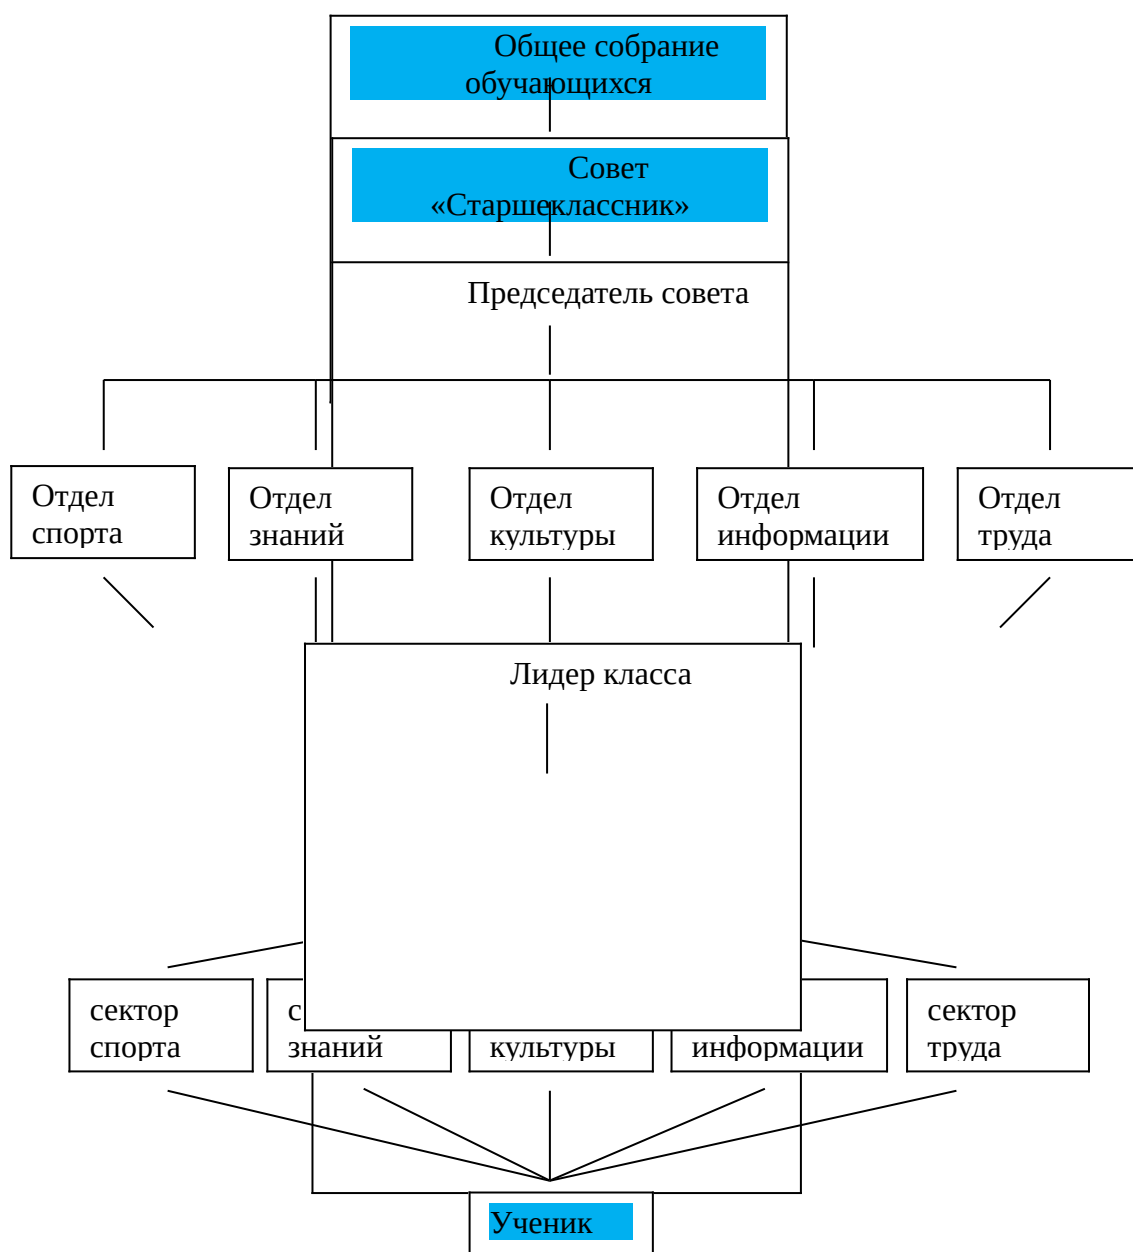 Общее собрание
обучающихся
Совет
«Старшеклассник»
Председатель совета
Отдел
спорта
Отдел
знаний
Отдел
культуры
Отдел
информации
Отдел
труда
Лидер класса
сектор
спорта
с
знаний
культуры
информации
сектор
труда
Ученик